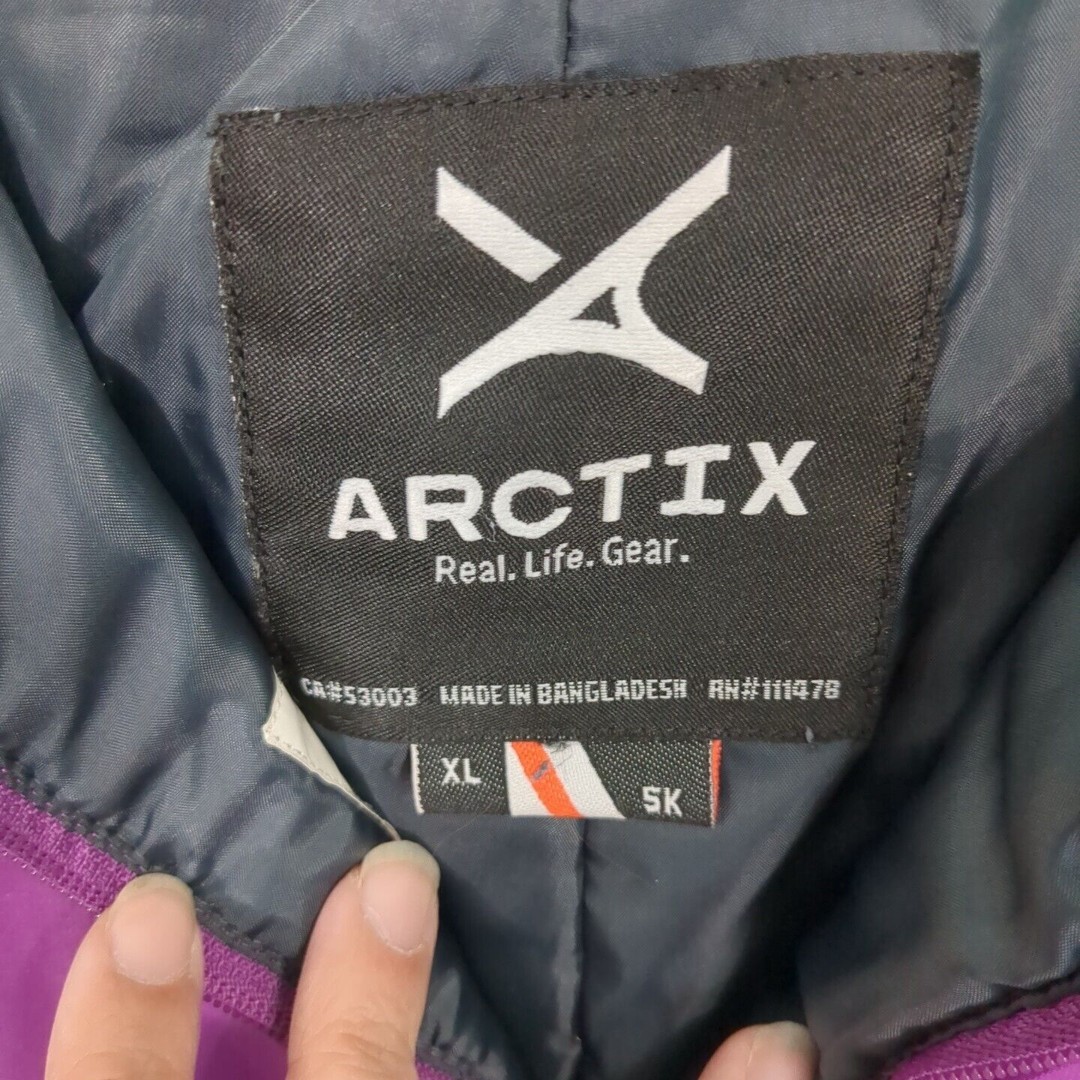 ARCTIX
Real. Life. Gear.
CA#53003 MADE IN BANGLADESH RN#111478
XL 5K